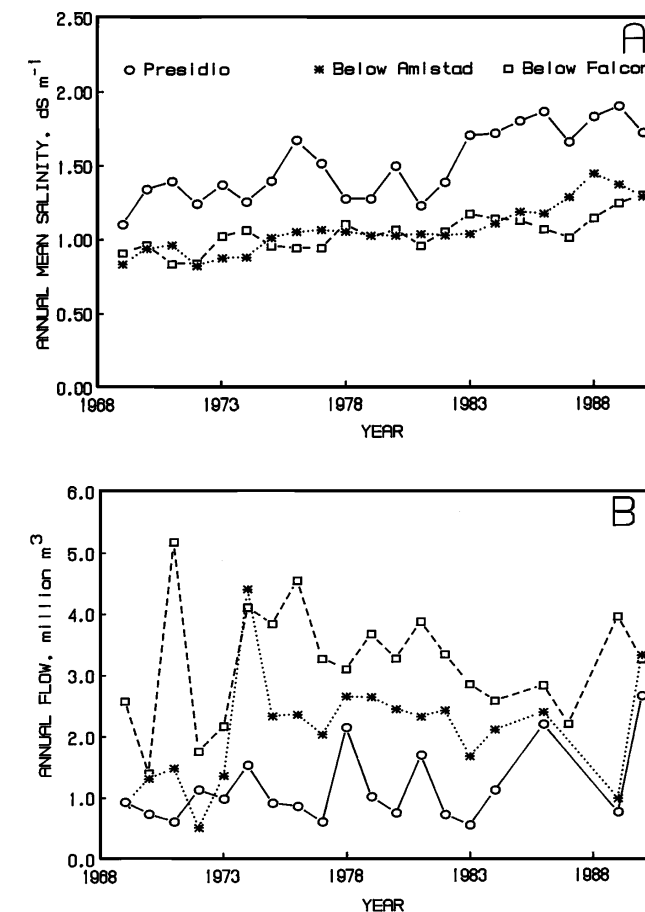 A
○ Presidio ✱ Below Amistad □ Below Falcon
ANNUAL MEAN SALINITY, dS m⁻¹
2.50
2.00
1.50
1.00
0.50
0.00
1968 1973 1978 1983 1988
YEAR
B
ANNUAL FLOW, million m³
6.0
5.0
4.0
3.0
2.0
1.0
0.0
1968 1973 1978 1983 1988
YEAR